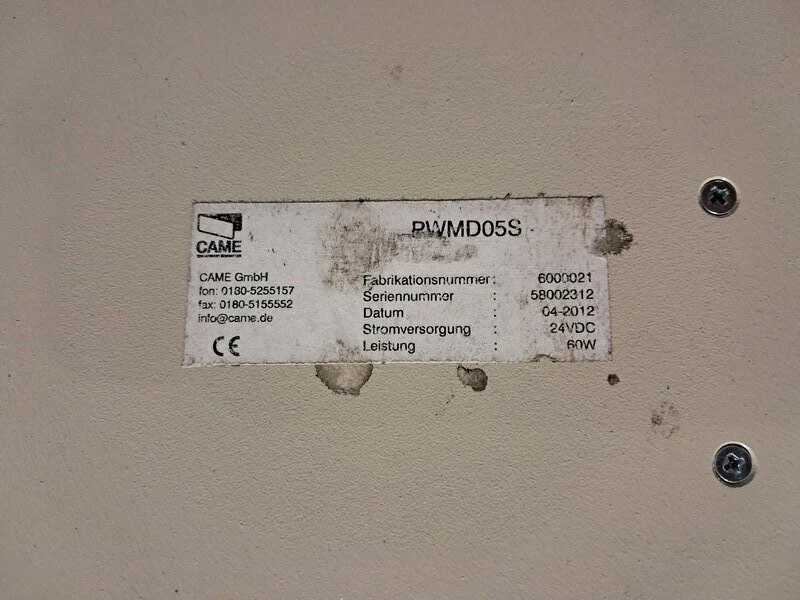 CAME
PWMD05S
CAME GmbH
fon: 0180-5255157
fax: 0180-5155552
info@came.de
CE
Fabrikationsnummer: 6000021
Seriennummer : 58002312
Datum : 04-2012
Stromversorgung : 24VDC
Leistung : 60W